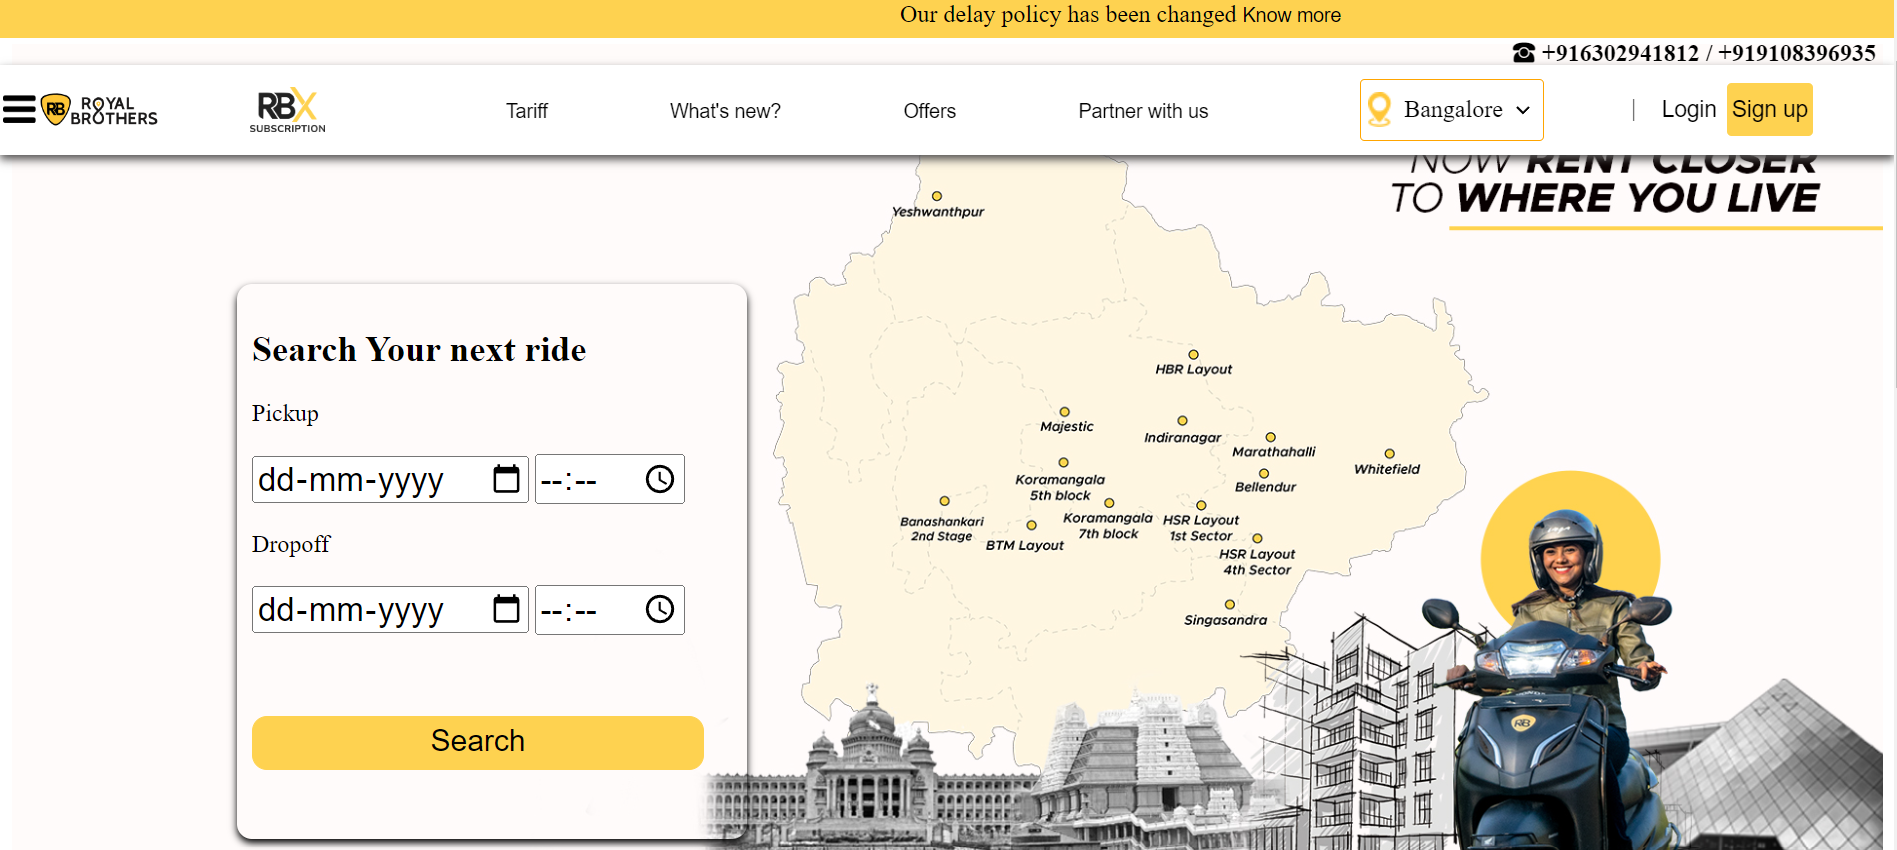 Our delay policy has been changed Know more
+916302941812 / +919108396935
RB ROYAL BROTHERS
RBX
SUBSCRIPTION
Tariff
What's new?
Offers
Partner with us
Bangalore
| Login
Sign up
NOW RENT CLOSER
TO WHERE YOU LIVE
Search Your next ride
Pickup
dd-mm-yyyy
--:--
Dropoff
dd-mm-yyyy
--:--
Search
Yeshwanthpur
HBR Layout
Majestic
Indiranagar
Marathahalli
Whitefield
Koramangala
5th block
Bellendur
Banashankari
2nd Stage
BTM Layout
Koramangala
7th block
HSR Layout
1st Sector
HSR Layout
4th Sector
Singasandra
RB